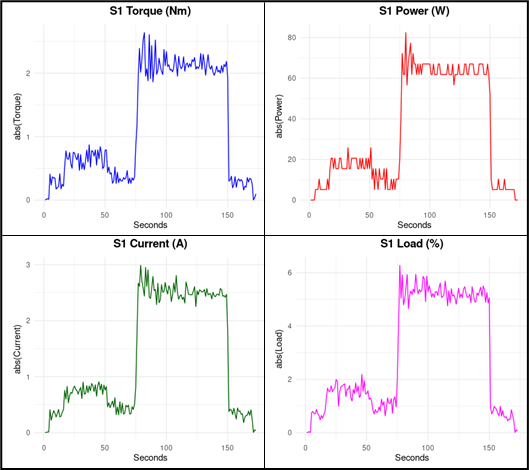 S1 Torque (Nm)
abs(Torque)
2
1
0
0 50 100 150
Seconds
S1 Power (W)
abs(Power)
80
60
40
20
0
0 50 100 150
Seconds
S1 Current (A)
abs(Current)
3
2
1
0
0 50 100 150
Seconds
S1 Load (%)
abs(Load)
6
4
2
0
0 50 100 150
Seconds